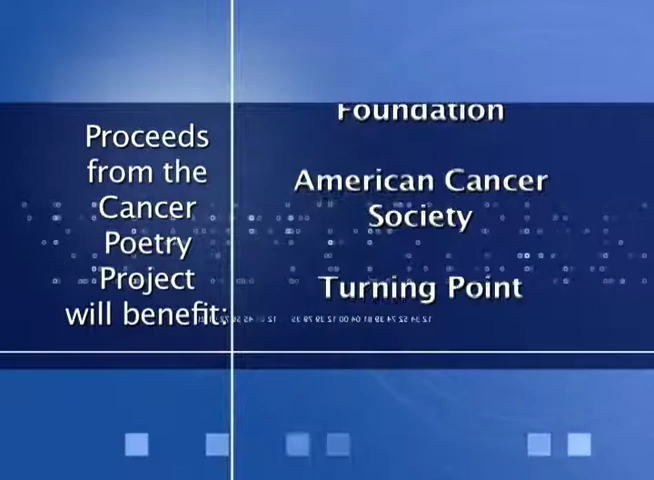 Proceeds
from the
Cancer
Poetry
Project
will benefit:
Foundation
American Cancer
Society
Turning Point